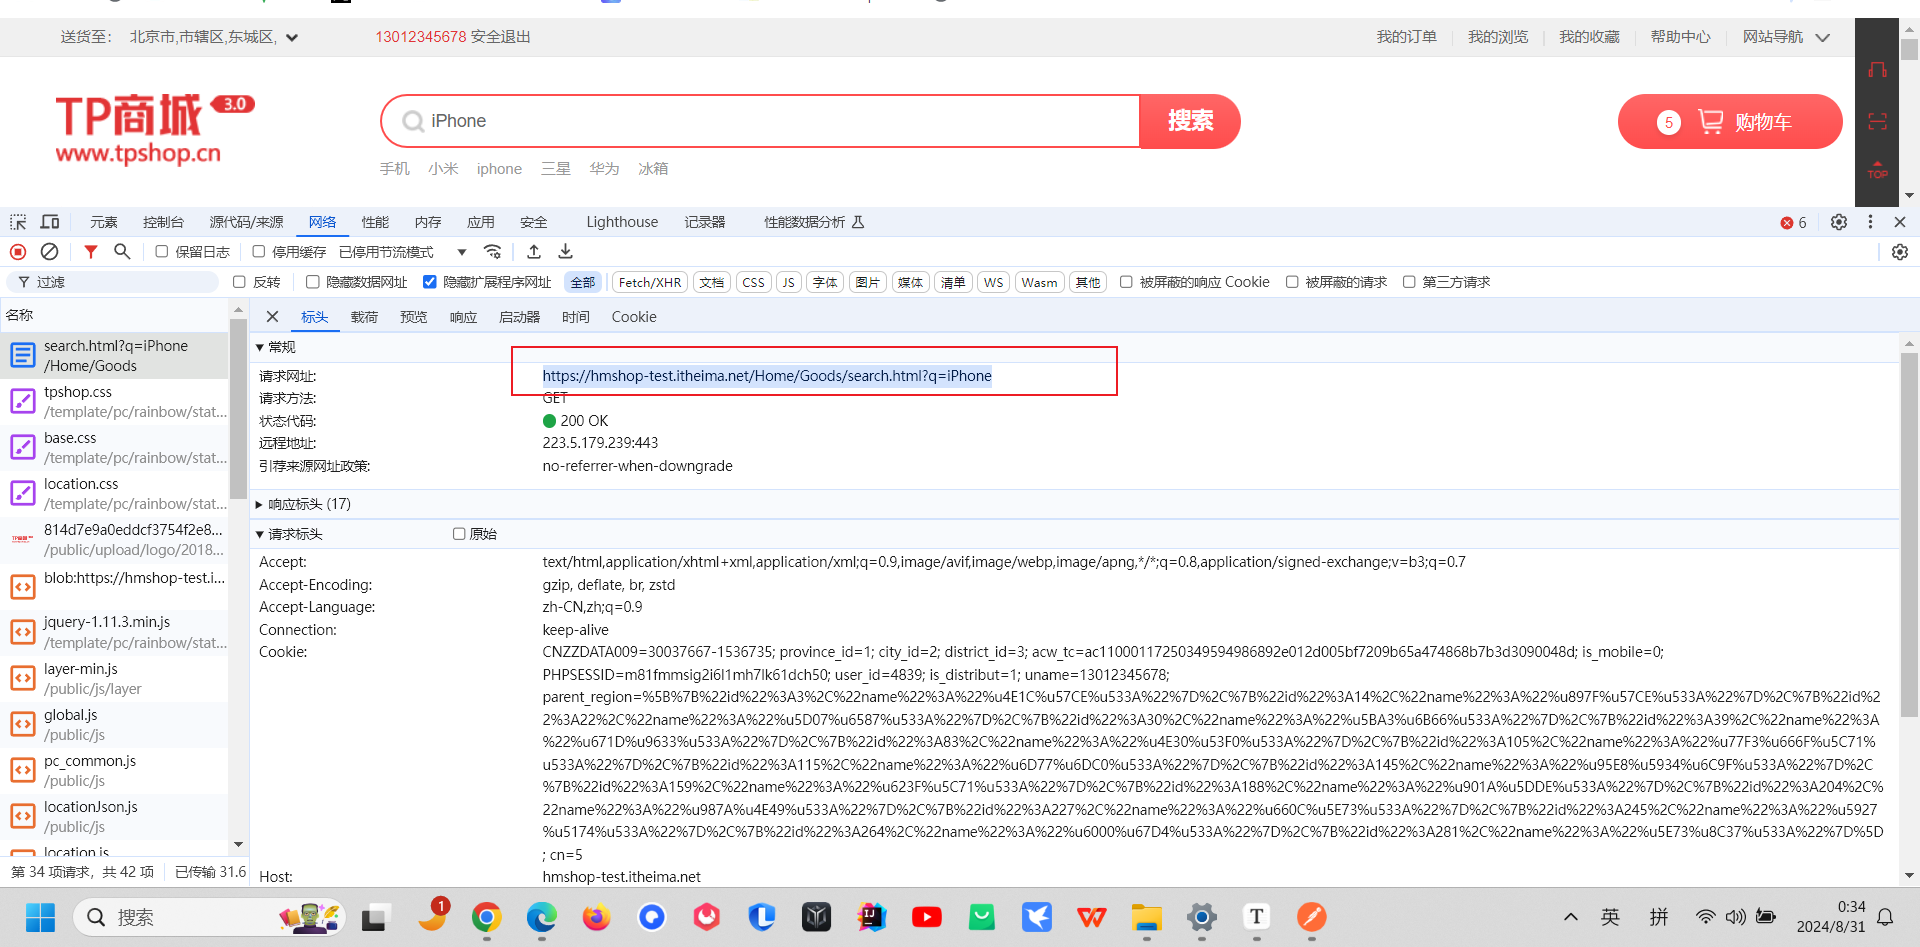 送货至: 北京市,市辖区,东城区, 13012345678 安全退出 我的订单 我的浏览 我的收藏 帮助中心 网站导航
TP商城 3.0
www.tpshop.cn
iPhone 搜索 5 购物车
手机 小米 iphone 三星 华为 冰箱
TOP
元素 控制台 源代码/来源 网络 性能 内存 应用 安全 Lighthouse 记录器 性能数据分析 6
保留日志 停用缓存 已停用节流模式
过滤 反转 隐藏数据网址 隐藏扩展程序网址 全部 Fetch/XHR 文档 CSS JS 字体 图片 媒体 清单 WS Wasm 其他 被屏蔽的响应 Cookie 被屏蔽的请求 第三方请求
名称
search.html?q=iPhone
/Home/Goods
tpshop.css
/template/pc/rainbow/stat...
base.css
/template/pc/rainbow/stat...
location.css
/template/pc/rainbow/stat...
814d7e9a0eddcf3754f2e8...
/public/upload/logo/2018...
blob:https://hmshop-test.i...
jquery-1.11.3.min.js
/template/pc/rainbow/stat...
layer-min.js
/public/js/layer
global.js
/public/js
pc_common.js
/public/js
locationJson.js
/public/js
location.js
第 34 项请求，共 42 项 已传输 31.6
标头 载荷 预览 响应 启动器 时间 Cookie
常规
请求网址: https://hmshop-test.itheima.net/Home/Goods/search.html?q=iPhone
请求方法: GET
状态代码: 200 OK
远程地址: 223.5.179.239:443
引荐来源网址政策: no-referrer-when-downgrade
响应标头 (17)
请求标头 原始
Accept: text/html,application/xhtml+xml,application/xml;q=0.9,image/avif,image/webp,image/apng,*/*;q=0.8,application/signed-exchange;v=b3;q=0.7
Accept-Encoding: gzip, deflate, br, zstd
Accept-Language: zh-CN,zh;q=0.9
Connection: keep-alive
Cookie: CNZZDATA009=30037667-1536735; province_id=1; city_id=2; district_id=3; acw_tc=ac11000117250349594986892e012d005bf7209b65a474868b7b3d3090048d; is_mobile=0;
PHPSESSID=m81fmmsig2i6l1mh7lk61dch50; user_id=4839; is_distribut=1; uname=13012345678;
parent_region=%5B%7B%22id%22%3A3%2C%22name%22%3A%22%u4E1C%u57CE%u533A%22%7D%2C%7B%22id%22%3A14%2C%22name%22%3A%22%u897F%u57CE%u533A%22%7D%2C%7B%22id%2
2%3A22%2C%22name%22%3A%22%u5D07%u6587%u533A%22%7D%2C%7B%22id%22%3A30%2C%22name%22%3A%22%u5BA3%u6B66%u533A%22%7D%2C%7B%22id%22%3A39%2C%22name%22%3A
%22%u671D%u9633%u533A%22%7D%2C%7B%22id%22%3A83%2C%22name%22%3A%22%u4E30%u53F0%u533A%22%7D%2C%7B%22id%22%3A105%2C%22name%22%3A%22%u77F3%u666F%u5C71%
u533A%22%7D%2C%7B%22id%22%3A115%2C%22name%22%3A%22%u6D77%u6DC0%u533A%22%7D%2C%7B%22id%22%3A145%2C%22name%22%3A%22%u95E8%u5934%u6C9F%u533A%22%7D%2C
%7B%22id%22%3A159%2C%22name%22%3A%22%u623F%u5C71%u533A%22%7D%2C%7B%22id%22%3A188%2C%22name%22%3A%22%u901A%u5DDE%u533A%22%7D%2C%7B%22id%22%3A204%2C%
22name%22%3A%22%u987A%u4E49%u533A%22%7D%2C%7B%22id%22%3A227%2C%22name%22%3A%22%u660C%u5E73%u533A%22%7D%2C%7B%22id%22%3A245%2C%22name%22%3A%22%u5927
%u5174%u533A%22%7D%2C%7B%22id%22%3A264%2C%22name%22%3A%22%u6000%u67D4%u533A%22%7D%2C%7B%22id%22%3A281%2C%22name%22%3A%22%u5E73%u8C37%u533A%22%7D%5D
; cn=5
Host: hmshop-test.itheima.net
搜索 1 英 拼 0:34
2024/8/31